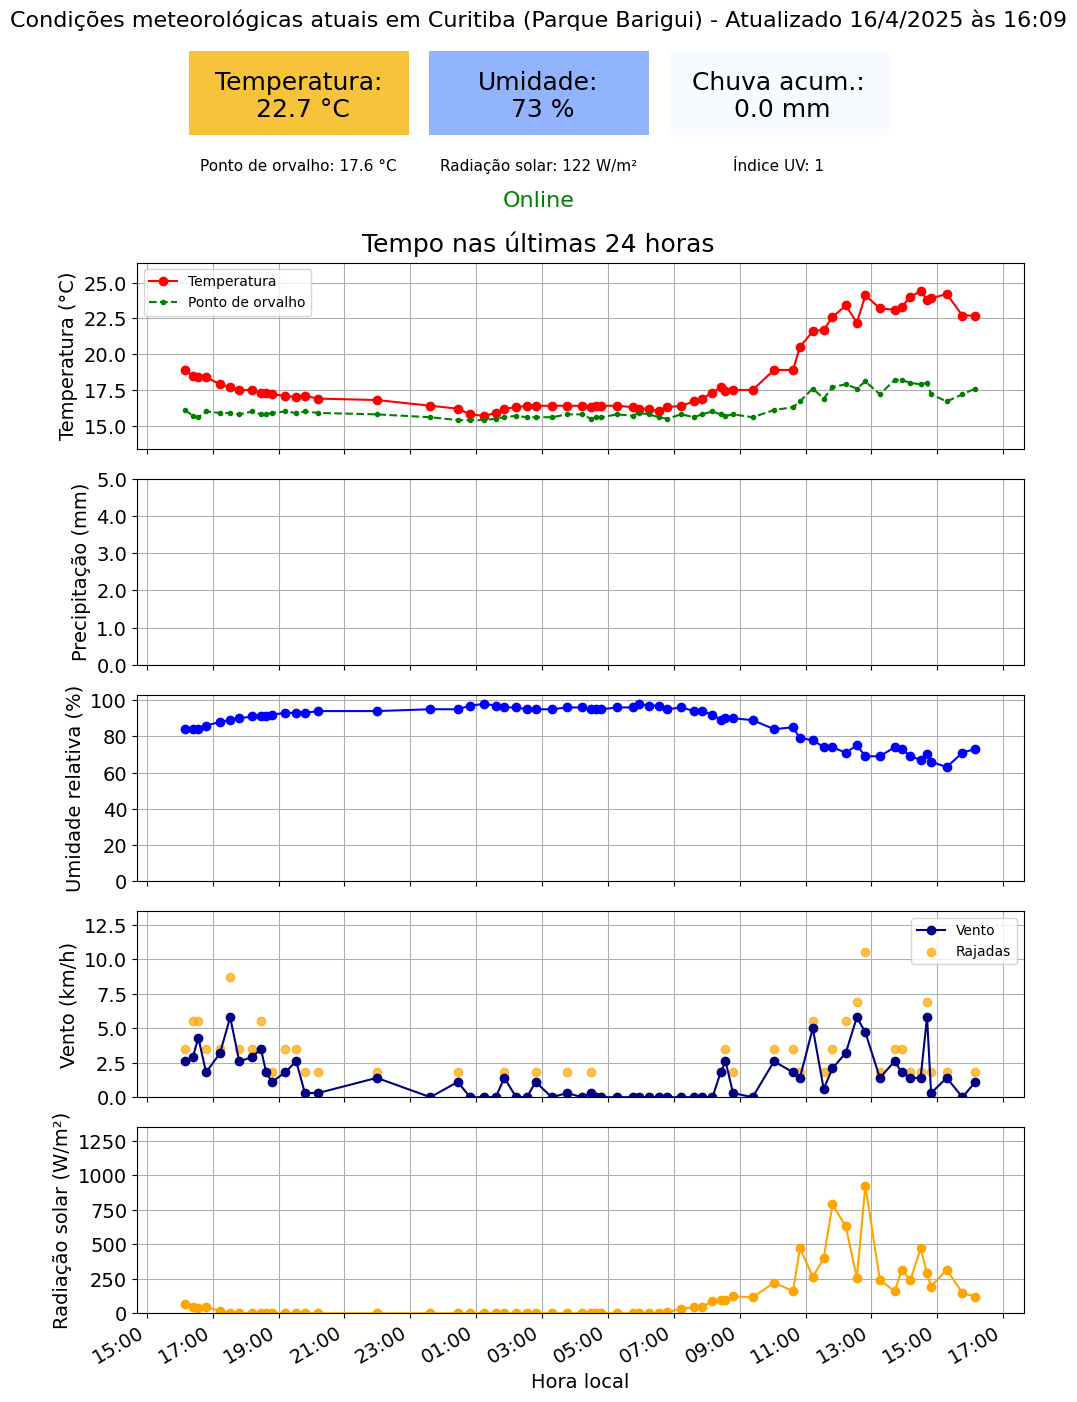 Condições meteorológicas atuais em Curitiba (Parque Barigui) - Atualizado 16/4/2025 às 16:09
Temperatura:
22.7 °C
Umidade:
73 %
Chuva acum.:
0.0 mm
Ponto de orvalho: 17.6 °C
Radiação solar: 122 W/m²
Índice UV: 1
Online
Tempo nas últimas 24 horas
Temperatura (°C)
25.0
22.5
20.0
17.5
15.0
Temperatura
Ponto de orvalho
Precipitação (mm)
5.0
4.0
3.0
2.0
1.0
0.0
Umidade relativa (%)
100
80
60
40
20
0
Vento (km/h)
12.5
10.0
7.5
5.0
2.5
0.0
Vento
Rajadas
Radiação solar (W/m²)
1250
1000
750
500
250
0
15:00
17:00
19:00
21:00
23:00
01:00
03:00
05:00
07:00
09:00
11:00
13:00
15:00
17:00
Hora local